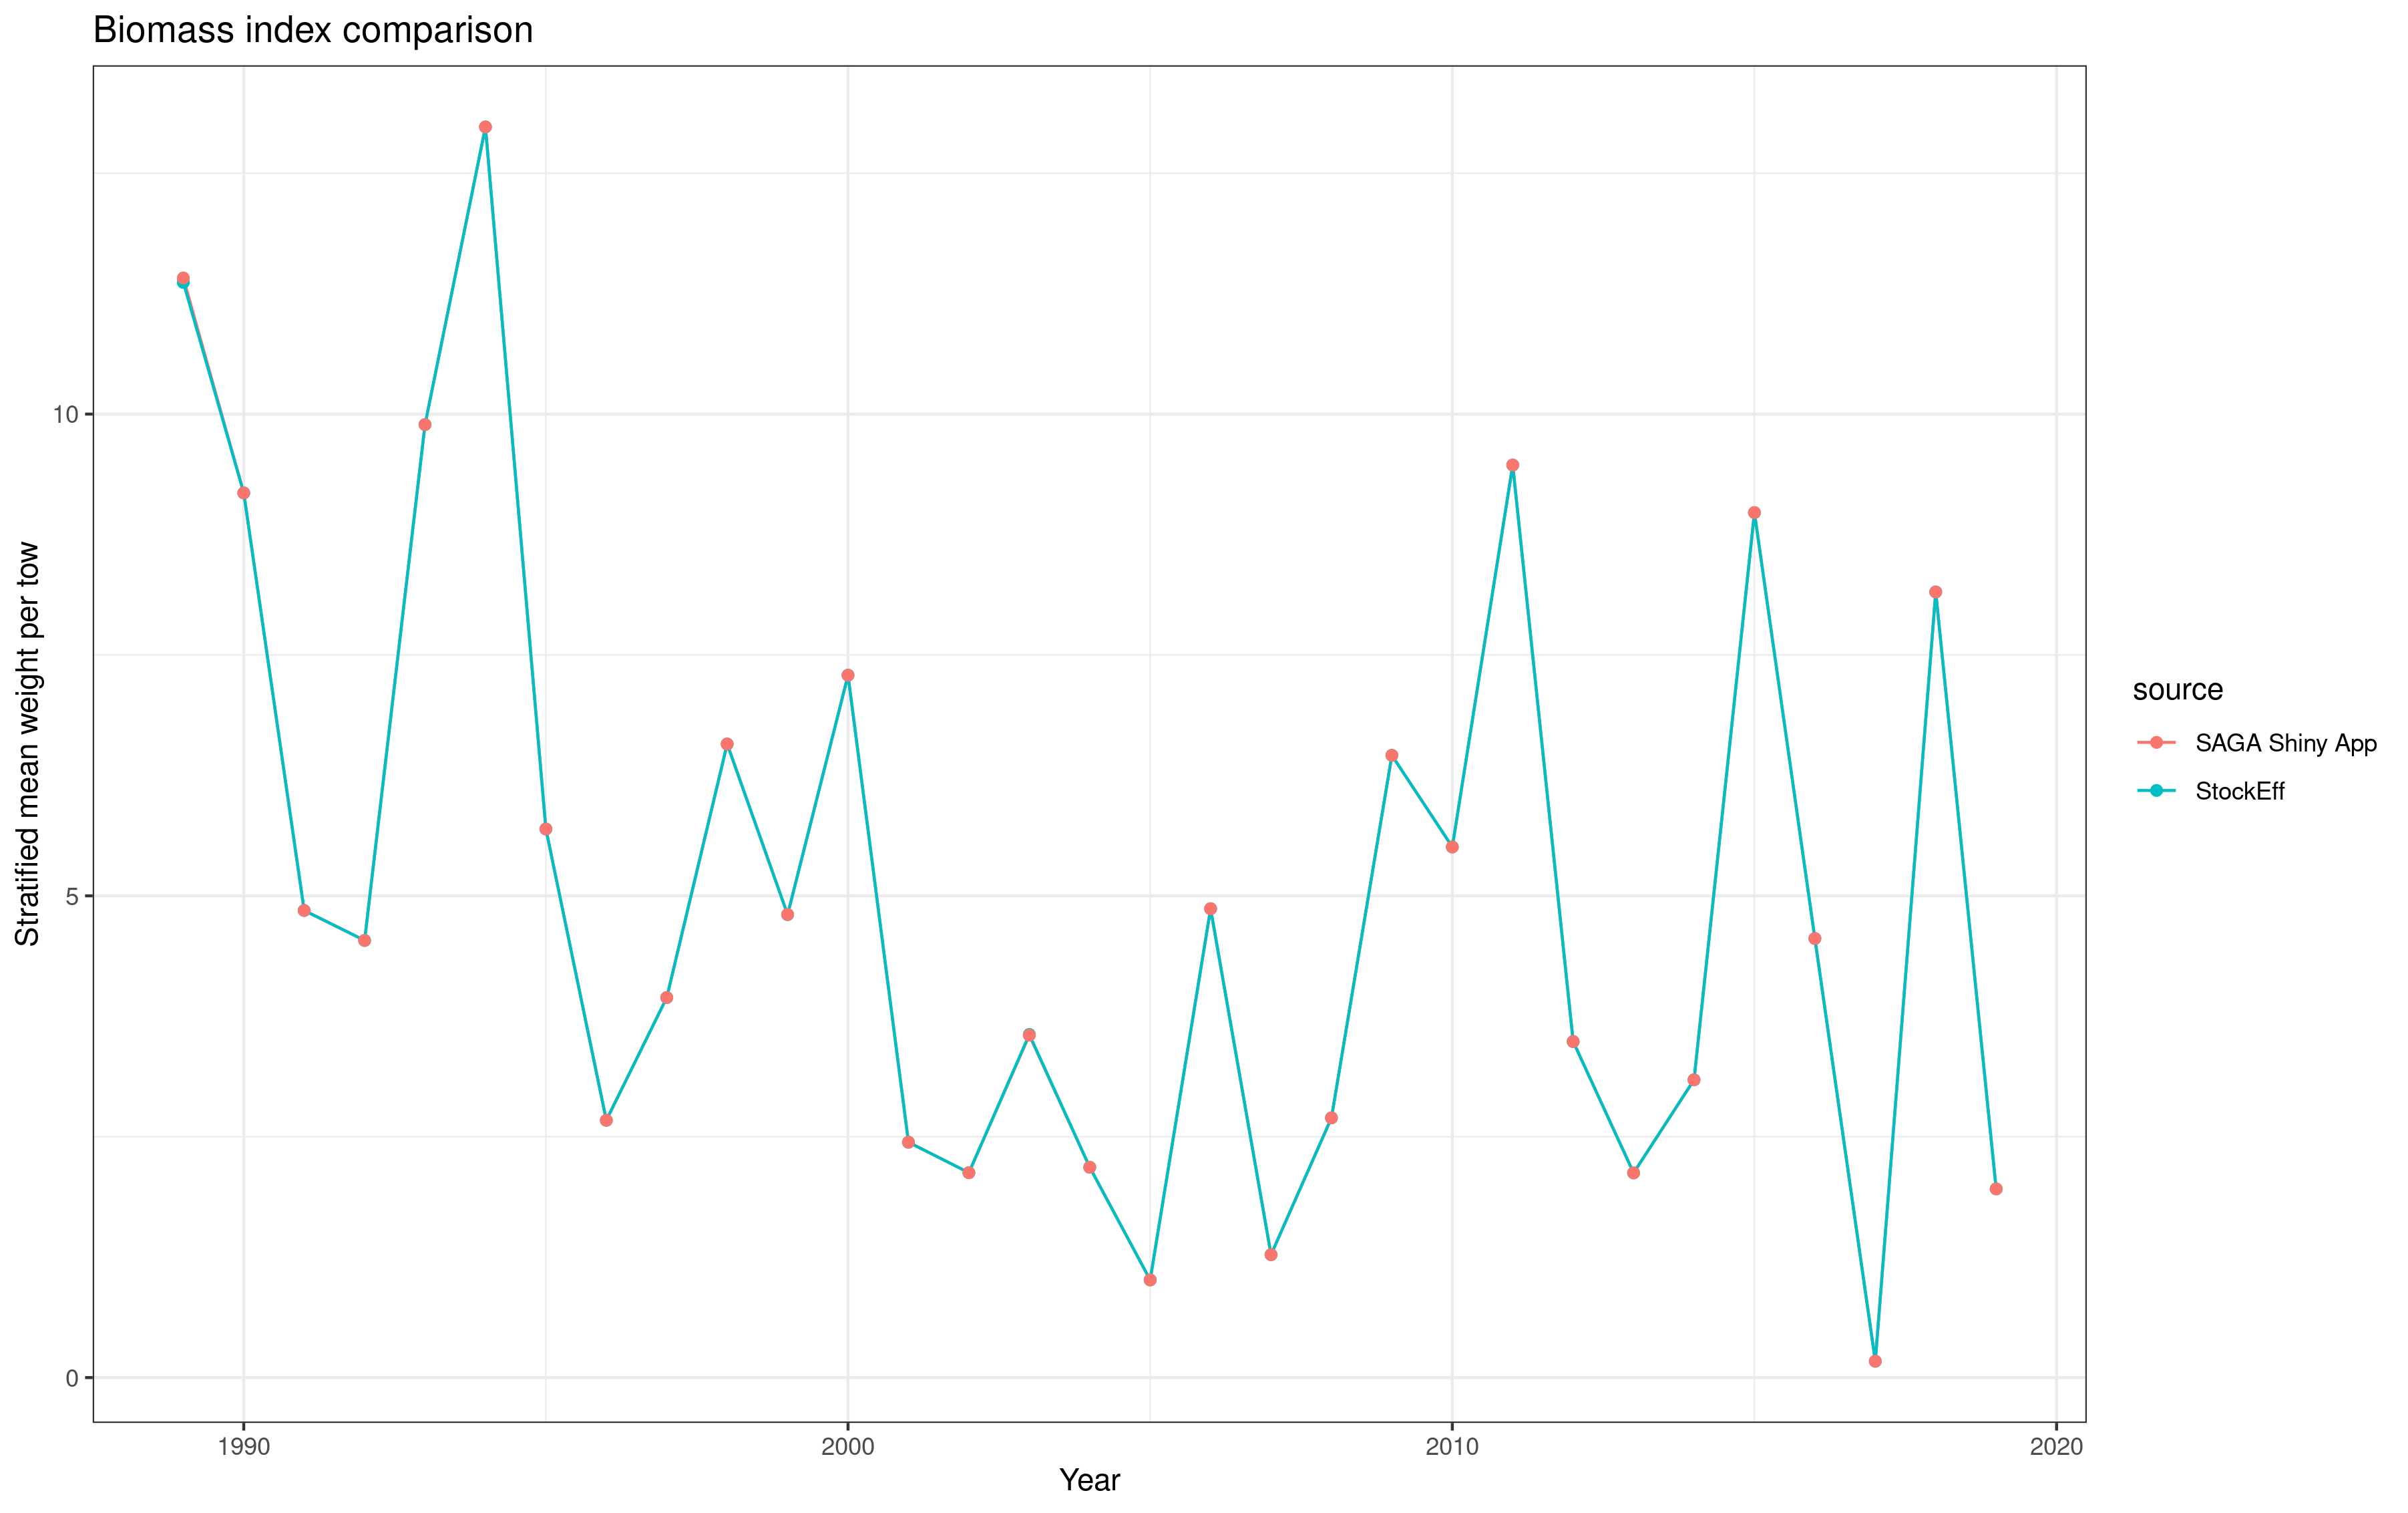 Biomass index comparison
Stratified mean weight per tow
10
5
0
1990
2000
2010
2020
Year
source
SAGA Shiny App
StockEff